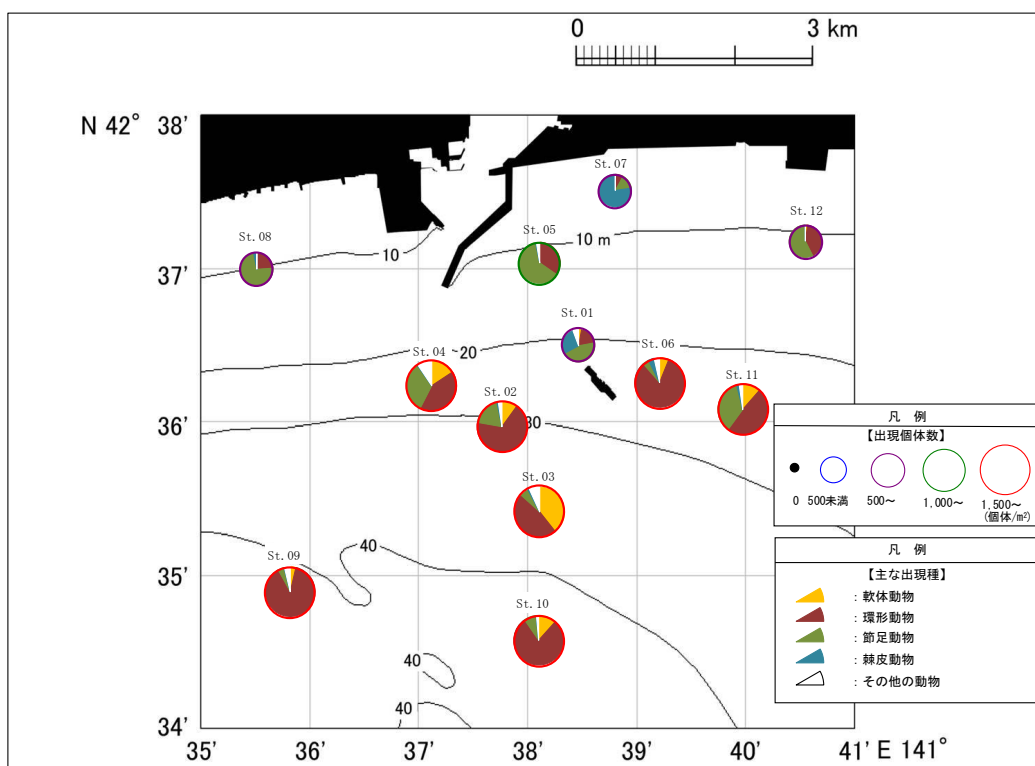 0 3 km
N 42° 38'
St.07
St.12
St.08
St.05
10 m
10
37'
St.01
St.04
20
St.06
St.02
St.11
36'
30
凡 例
【出現個体数】
0 500未満 500～ 1,000～ 1,500～
(個体/m²)
St.03
凡 例
【主な出現種】
：軟体動物
：環形動物
：節足動物
：棘皮動物
：その他の動物
40
St.09
35'
St.10
40
40
34'
35' 36' 37' 38' 39' 40' 41' E 141°